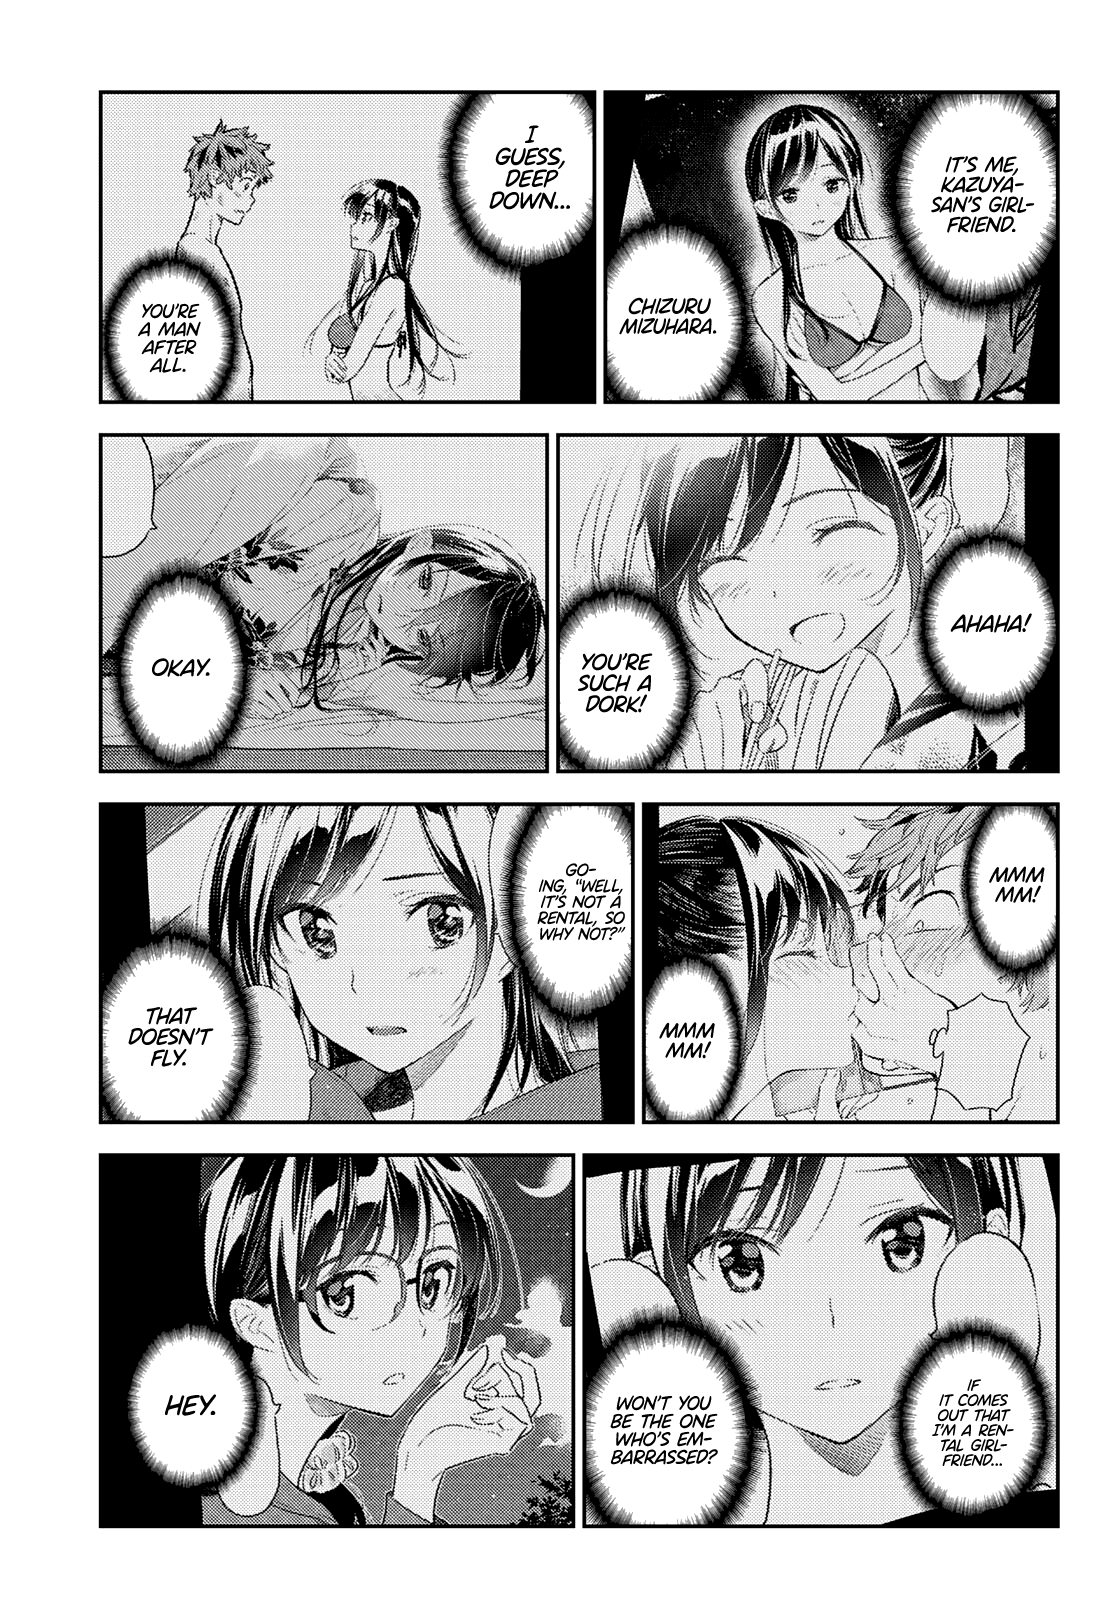 IT'S ME,
KAZUYA-
SAN'S GIRL-
FRIEND.
CHIZURU
MIZUHARA.
I
GUESS,
DEEP
DOWN...
YOU'RE
A MAN
AFTER
ALL.
AHAHA!
YOU'RE
SUCH A
DORK!
OKAY.
MMM
MM!
MMM
MM!
GO-
ING, "WELL,
IT'S NOT A
RENTAL, SO
WHY NOT?"
THAT
DOESN'T
FLY.
IF
IT COMES
OUT THAT
I'M A REN-
TAL GIRL-
FRIEND...
WON'T YOU
BE THE ONE
WHO'S EM-
BARRASSED?
HEY.